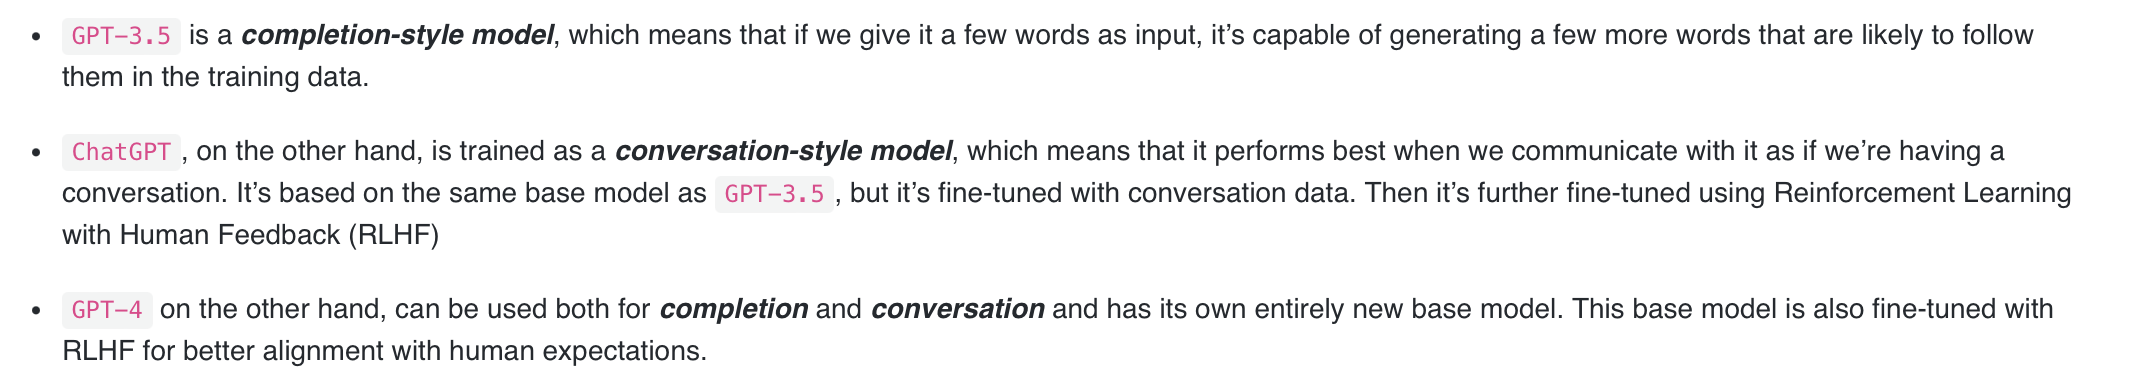 • GPT-3.5 is a completion-style model, which means that if we give it a few words as input, it’s capable of generating a few more words that are likely to follow
them in the training data.
• ChatGPT , on the other hand, is trained as a conversation-style model, which means that it performs best when we communicate with it as if we’re having a
conversation. It’s based on the same base model as GPT-3.5 , but it’s fine-tuned with conversation data. Then it’s further fine-tuned using Reinforcement Learning
with Human Feedback (RLHF)
• GPT-4 on the other hand, can be used both for completion and conversation and has its own entirely new base model. This base model is also fine-tuned with
RLHF for better alignment with human expectations.